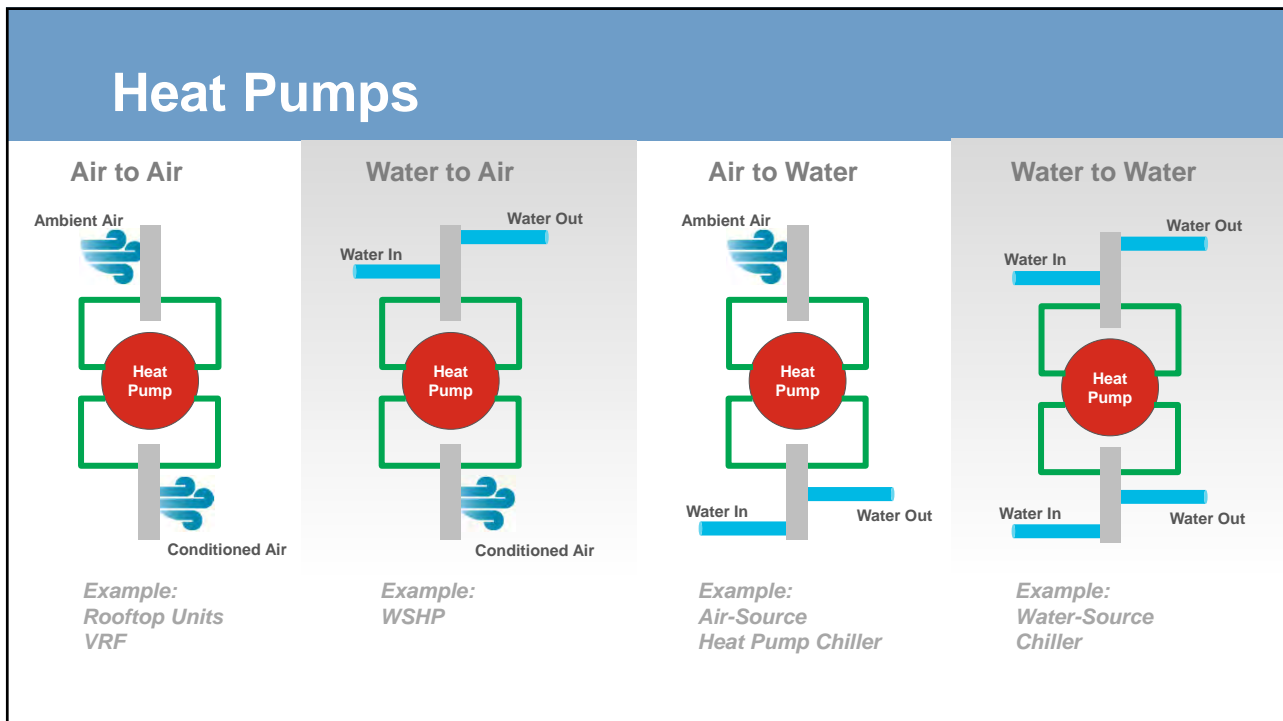 Heat Pumps
Air to Air
Ambient Air
Heat
Pump
Conditioned Air
Example:
Rooftop Units
VRF
Water to Air
Water Out
Water In
Heat
Pump
Conditioned Air
Example:
WSHP
Air to Water
Ambient Air
Heat
Pump
Water In
Water Out
Example:
Air-Source
Heat Pump Chiller
Water to Water
Water Out
Water In
Heat
Pump
Water In
Water Out
Example:
Water-Source
Chiller